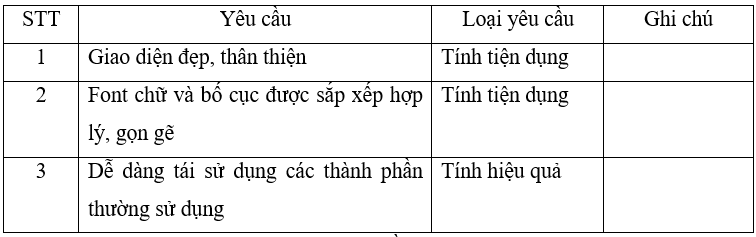 STT Yêu cầu Loại yêu cầu Ghi chú
1 Giao diện đẹp, thân thiện Tính tiện dụng
2 Font chữ và bố cục được sắp xếp hợp Tính tiện dụng
lý, gọn gẽ
3 Dễ dàng tái sử dụng các thành phần Tính hiệu quả
thường sử dụng